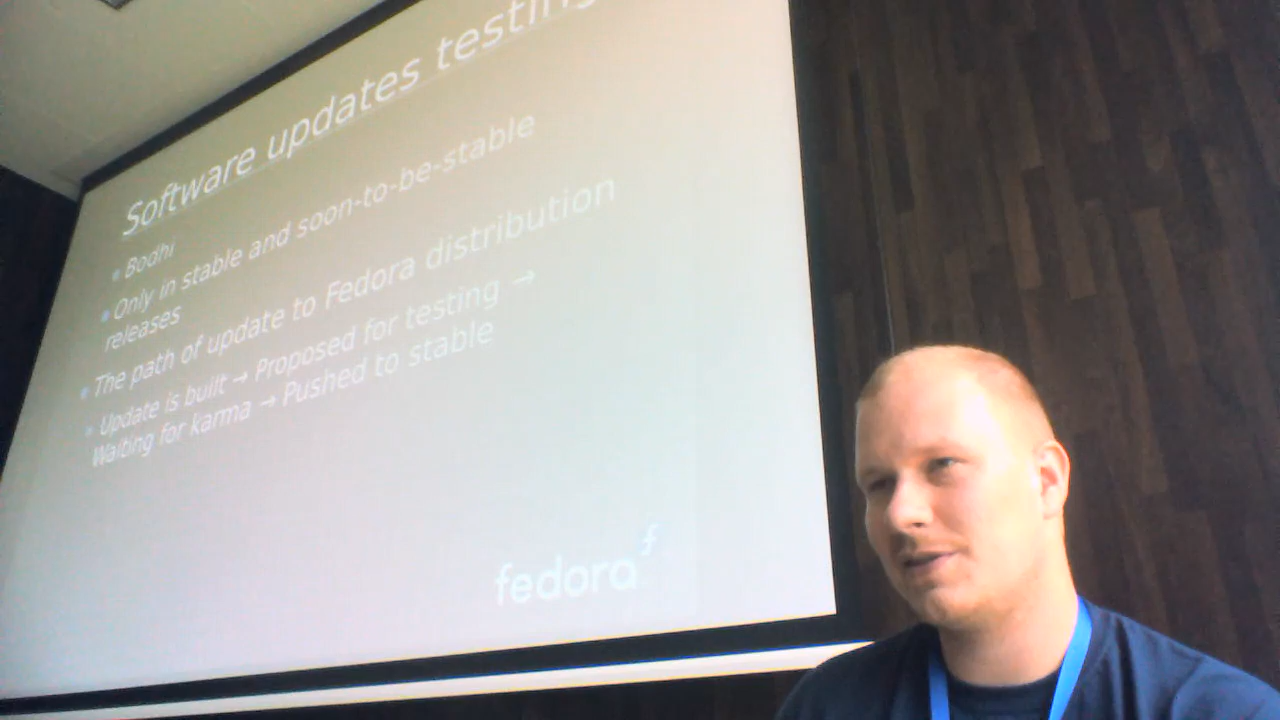 Software updates testing
Bodhi
Only in stable and soon-to-be-stable
releases
The path of update to Fedora distribution
Update is built → Proposed for testing →
Waiting for karma → Pushed to stable
fedora f